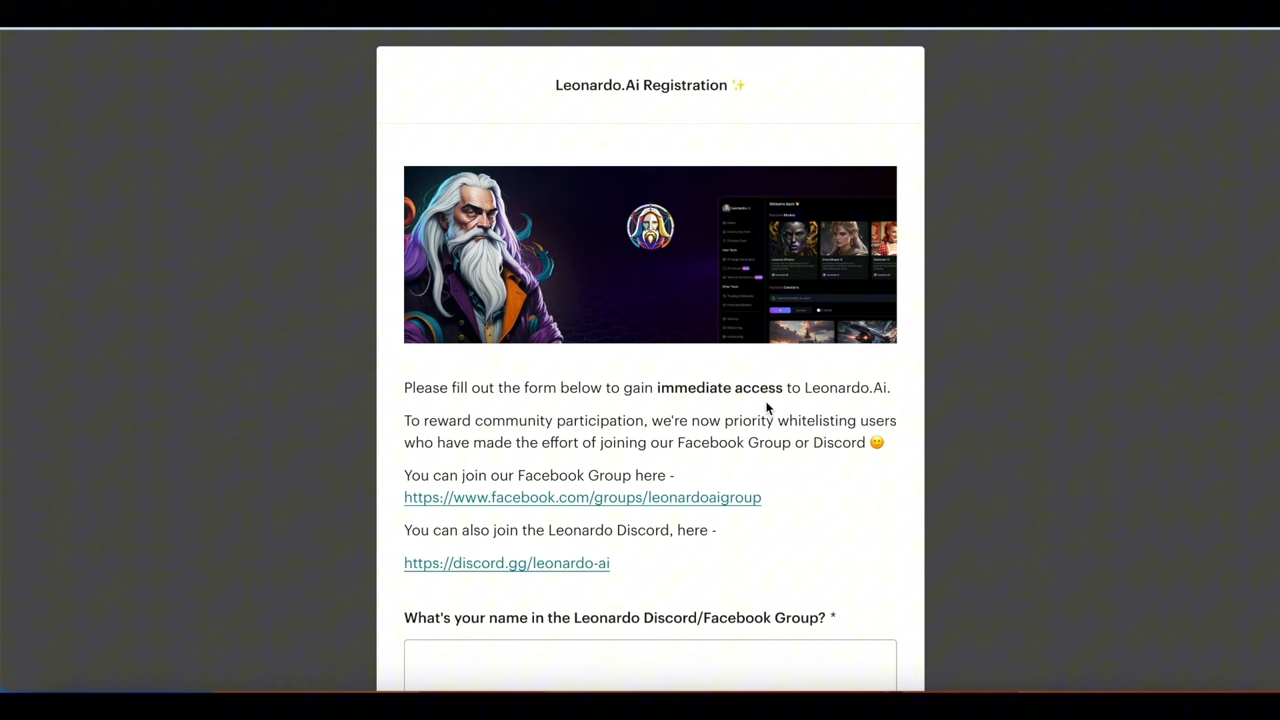 Leonardo.Ai Registration ✨
Welcome back 👋
Please fill out the form below to gain immediate access to Leonardo.Ai.
To reward community participation, we're now priority whitelisting users
who have made the effort of joining our Facebook Group or Discord 🙂
You can join our Facebook Group here -
https://www.facebook.com/groups/leonardoaigroup
You can also join the Leonardo Discord, here -
https://discord.gg/leonardo-ai
What's your name in the Leonardo Discord/Facebook Group? *